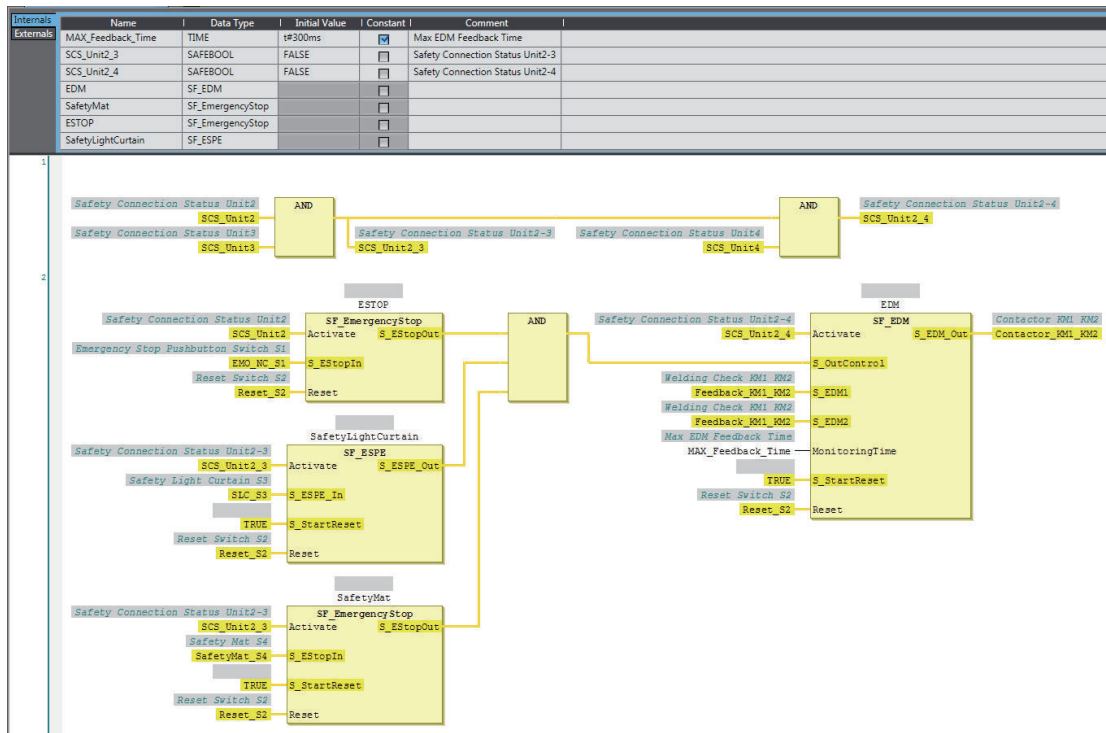 Internals
Externals
Name Data Type Initial Value Constant Comment
MAX_Feedback_Time TIME t#300ms Max EDM Feedback Time
SCS_Unit2_3 SAFEBOOL FALSE Safety Connection Status Unit2-3
SCS_Unit2_4 SAFEBOOL FALSE Safety Connection Status Unit2-4
EDM SF_EDM
SafetyMat SF_EmergencyStop
ESTOP SF_EmergencyStop
SafetyLightCurtain SF_ESPE
1
Safety Connection Status Unit2 AND AND Safety Connection Status Unit2-4
SCS_Unit2 SCS_Unit2_4
Safety Connection Status Unit3 Safety Connection Status Unit2-3 Safety Connection Status Unit4
SCS_Unit3 SCS_Unit2_3 SCS_Unit4
2
ESTOP EDM
Safety Connection Status Unit2 SF_EmergencyStop AND Safety Connection Status Unit2-4 SF_EDM Contactor KM1 KM2
SCS_Unit2 Activate S_EStopOut SCS_Unit2_4 Activate S_EDM_Out Contactor_KM1_KM2
Emergency Stop Pushbutton Switch S1
EMO_NC_S1 S_EStopIn S_OutControl
Reset Switch S2 Welding Check KM1 KM2
Reset_S2 Reset Feedback_KM1_KM2 S_EDM1
Welding Check KM1 KM2
Feedback_KM1_KM2 S_EDM2
SafetyLightCurtain Max EDM Feedback Time
Safety Connection Status Unit2-3 SF_ESPE MAX_Feedback_Time MonitoringTime
SCS_Unit2_3 Activate S_ESPE_Out
Safety Light Curtain S3 TRUE S_StartReset
SLC_S3 S_ESPE_In Reset Switch S2
Reset_S2 Reset
TRUE S_StartReset
Reset Switch S2
Reset_S2 Reset
SafetyMat
Safety Connection Status Unit2-3 SF_EmergencyStop
SCS_Unit2_3 Activate S_EStopOut
Safety Mat S4
SafetyMat_S4 S_EStopIn
TRUE S_StartReset
Reset Switch S2
Reset_S2 Reset